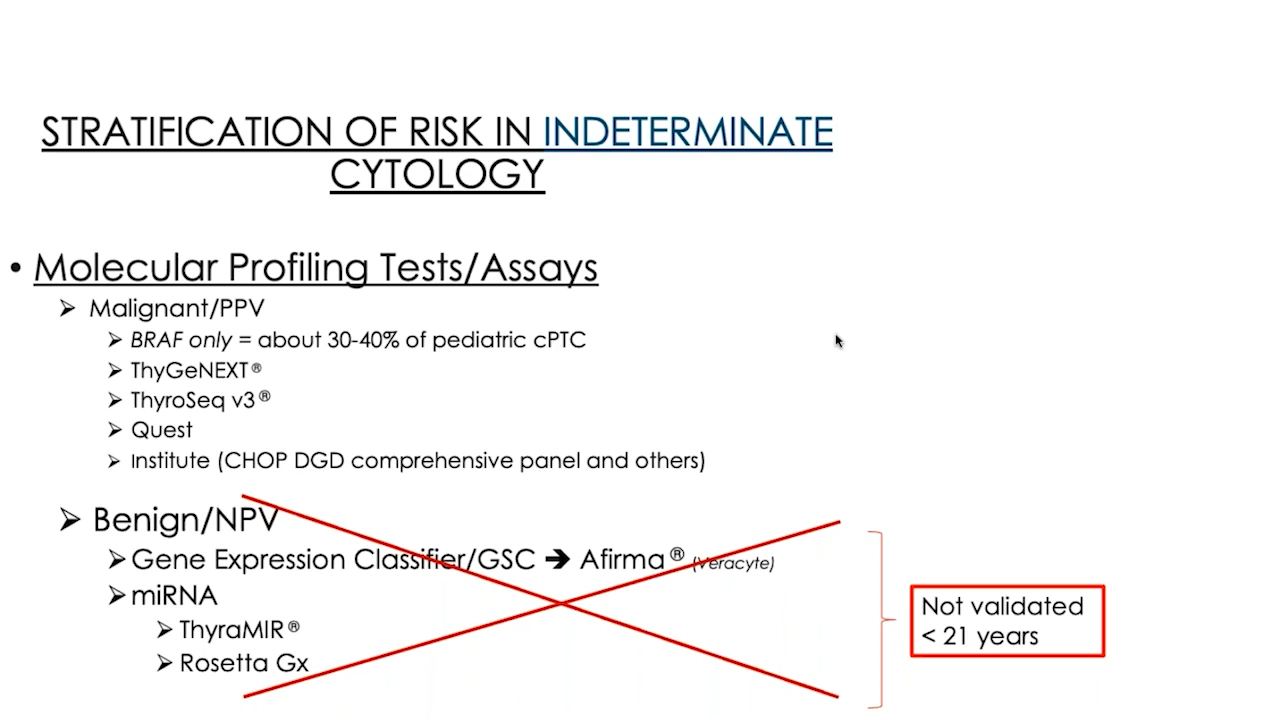 STRATIFICATION OF RISK IN INDETERMINATE
CYTOLOGY
• Molecular Profiling Tests/Assays
➢ Malignant/PPV
➢ BRAF only = about 30-40% of pediatric cPTC
➢ ThyGeNEXT®
➢ ThyroSeq v3®
➢ Quest
➢ Institute (CHOP DGD comprehensive panel and others)
➢ Benign/NPV
➢ Gene Expression Classifier/GSC ➔ Afirma® (Veracyte)
➢ miRNA
➢ ThyraMIR®
➢ Rosetta Gx
Not validated
< 21 years